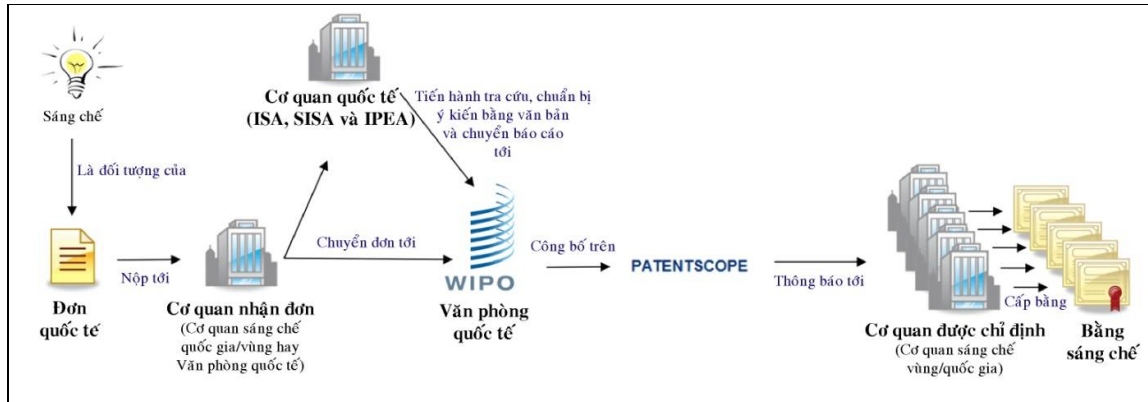 Sáng chế
Là đối tượng của
Đơn
quốc tế
Nộp tới
Cơ quan nhận đơn
(Cơ quan sáng chế
quốc gia/vùng hay
Văn phòng quốc tế)
Cơ quan quốc tế
(ISA, SISA và IPEA)
Tiến hành tra cứu, chuẩn bị
ý kiến bằng văn bản
và chuyển báo cáo
tới
Chuyển đơn tới
WIPO
Văn phòng
quốc tế
Công bố trên
PATENTSCOPE
Thông báo tới
Cơ quan được chỉ định
(Cơ quan sáng chế
vùng/quốc gia)
Cấp bằng
Bằng
sáng chế